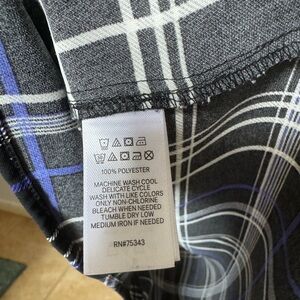 100% POLYESTER
MACHINE WASH COOL
DELICATE CYCLE
WASH WITH LIKE COLORS
ONLY NON-CHLORINE
BLEACH WHEN NEEDED
TUMBLE DRY LOW
MEDIUM IRON IF NEEDED
RN#75343